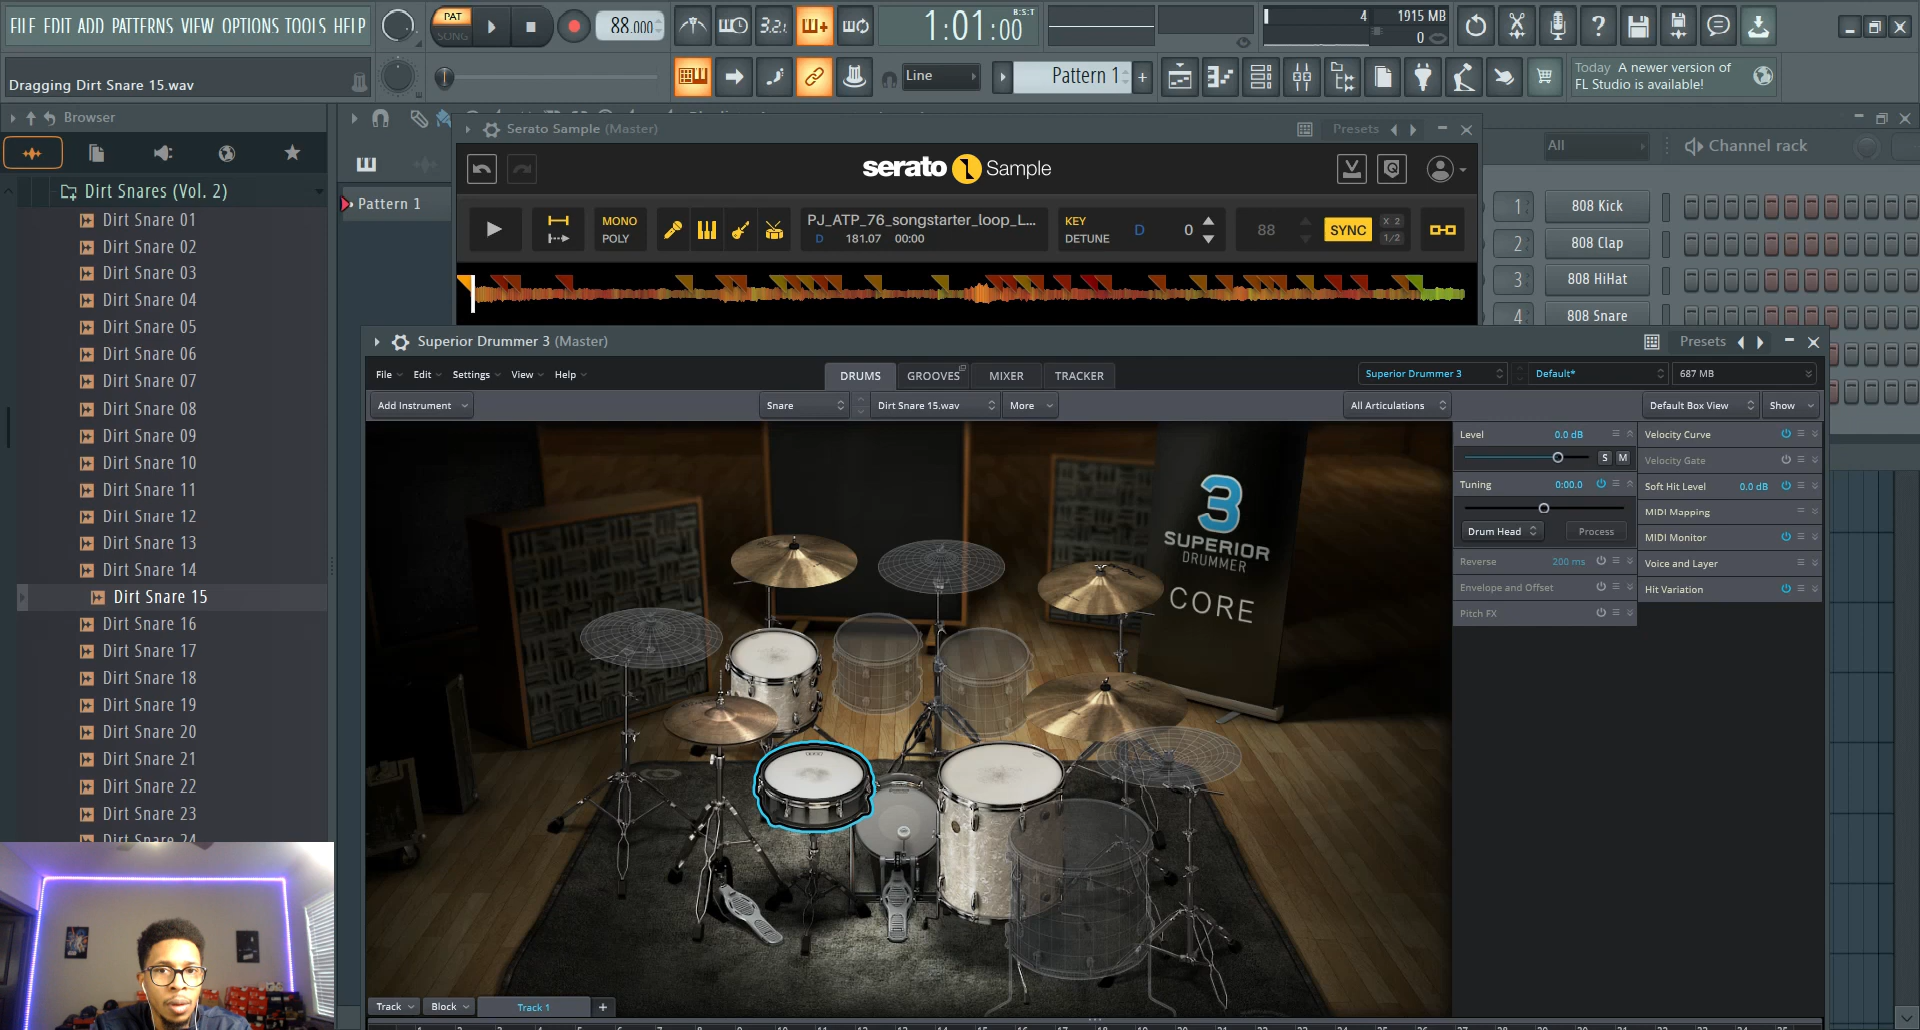 FILE EDIT ADD PATTERNS VIEW OPTIONS TOOLS HELP
PAT
SONG
88.000
3.2.
1:01:00
B:S:T
4
1915 MB
0
Dragging Dirt Snare 15.wav
Line
Pattern 1
+
Today A newer version of
FL Studio is available!
Browser
Dirt Snares (Vol. 2)
Dirt Snare 01
Dirt Snare 02
Dirt Snare 03
Dirt Snare 04
Dirt Snare 05
Dirt Snare 06
Dirt Snare 07
Dirt Snare 08
Dirt Snare 09
Dirt Snare 10
Dirt Snare 11
Dirt Snare 12
Dirt Snare 13
Dirt Snare 14
Dirt Snare 15
Dirt Snare 16
Dirt Snare 17
Dirt Snare 18
Dirt Snare 19
Dirt Snare 20
Dirt Snare 21
Dirt Snare 22
Dirt Snare 23
Dirt Snare 24
Pattern 1
Serato Sample (Master)
Presets
serato Sample
MONO
POLY
PJ_ATP_76_songstarter_loop_L...
D 181.07 00:00
KEY D 0
DETUNE
88
SYNC
X 2
1/2
All
Channel rack
1 808 Kick
2 808 Clap
3 808 HiHat
4 808 Snare
Superior Drummer 3 (Master)
Presets
File Edit Settings View Help
DRUMS GROOVES MIXER TRACKER
Superior Drummer 3
Default*
687 MB
Add Instrument
Snare
Dirt Snare 15.wav
More
All Articulations
Default Box View
Show
Level 0.0 dB
S M
Tuning 0:00.0
Drum Head
Process
Reverse 200 ms
Envelope and Offset
Pitch FX
Velocity Curve
Velocity Gate
Soft Hit Level 0.0 dB
MIDI Mapping
MIDI Monitor
Voice and Layer
Hit Variation
3
SUPERIOR
DRUMMER
CORE
Track
Block
Track 1
+